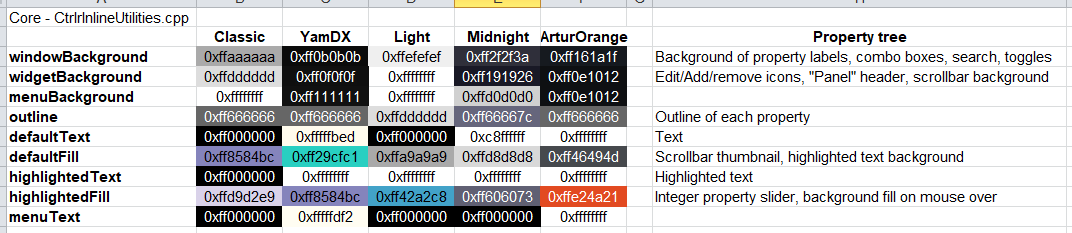 Core - CtrlrInlineUtilities.cpp
Classic YamDX Light Midnight ArturOrange Property tree
windowBackground 0xffaaaaaa 0xff0b0b0b 0xffefefef 0xff2f2f3a 0xff161a1f Background of property labels, combo boxes, search, toggles
widgetBackground 0xffdddddd 0xff0f0f0f 0xffffffff 0xff191926 0xff0e1012 Edit/Add/remove icons, "Panel" header, scrollbar background
menuBackground 0xffffffff 0xff111111 0xffffffff 0xffd0d0d0 0xff0e1012
outline 0xff666666 0xff666666 0xffdddddd 0xff66667c 0xff666666 Outline of each property
defaultText 0xff000000 0xfffffbed 0xff000000 0xc8ffffff 0xffffffff Text
defaultFill 0xff8584bc 0xff29cfc1 0xffa9a9a9 0xffd8d8d8 0xff46494d Scrollbar thumbnail, highlighted text background
highlightedText 0xff000000 0xffffffff 0xffffffff 0xffffffff 0xffffffff Highlighted text
highlightedFill 0xffd9d2e9 0xff8584bc 0xff42a2c8 0xff606073 0xffe24a21 Integer property slider, background fill on mouse over
menuText 0xff000000 0xfffffdf2 0xff000000 0xff000000 0xffffffff